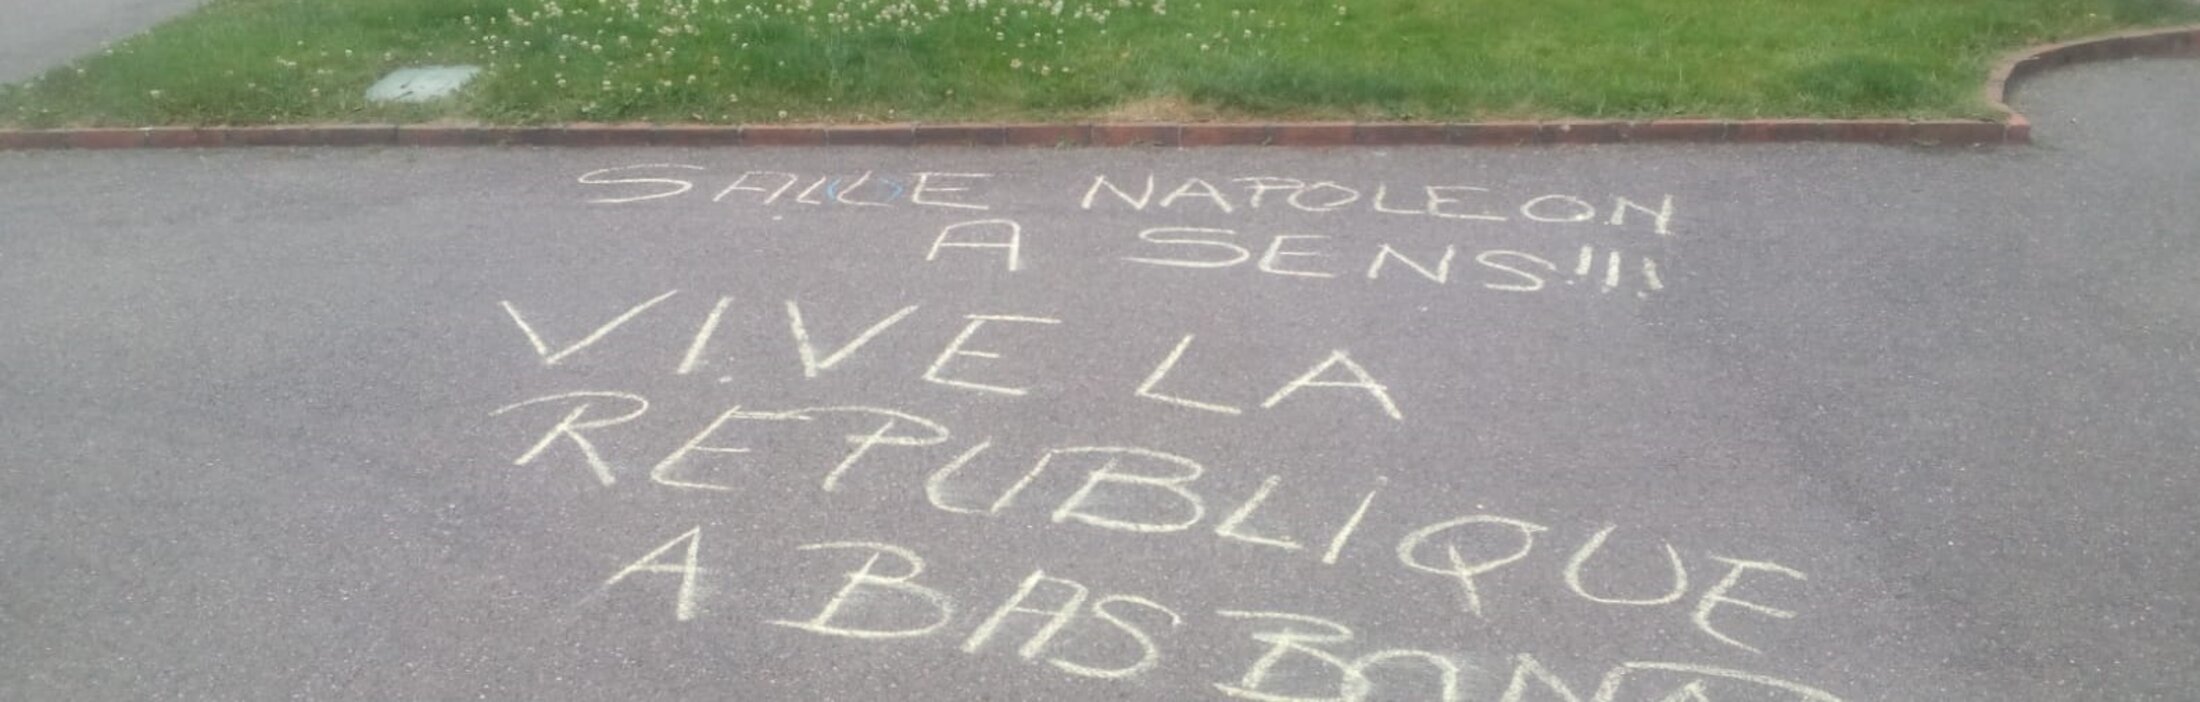 SALLE NAPOLEON
A SENS!!!
VIVE LA
REPUBLIQUE
A BAS